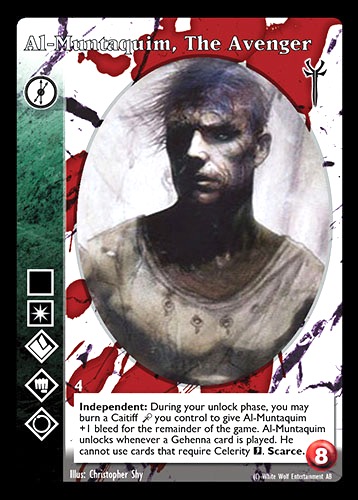 Al-Muntaquim, The Avenger
4
Independent: During your unlock phase, you may
burn a Caitiff you control to give Al-Muntaquim
+1 bleed for the remainder of the game. Al-Muntaquim
unlocks whenever a Gehenna card is played. He
cannot use cards that require Celerity. Scarce.
8
Illus: Christopher Shy
(C) White Wolf Entertainment AB